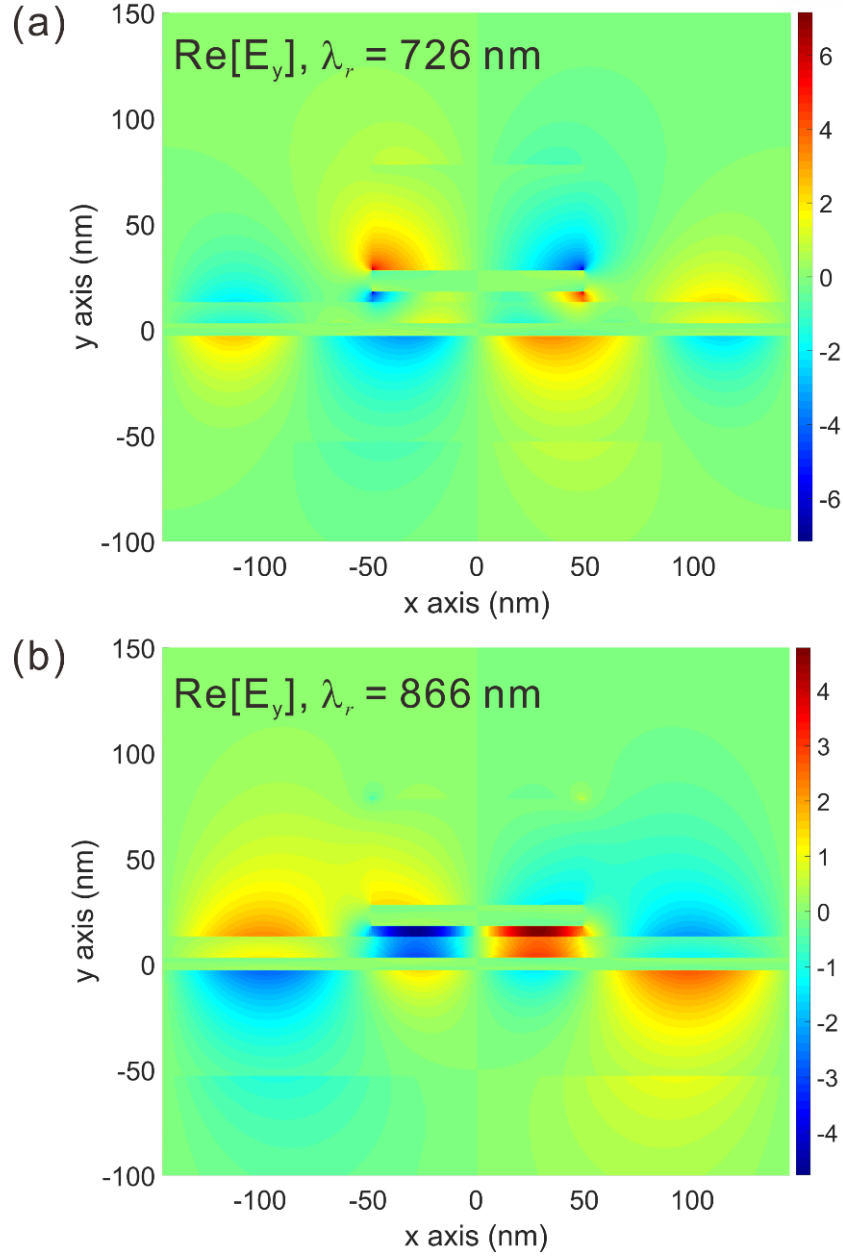 (a)
Re[E_y], λ_r = 726 nm
150
100
50
0
-50
-100
y axis (nm)
-100 -50 0 50 100
x axis (nm)
6
4
2
0
-2
-4
-6
(b)
Re[E_y], λ_r = 866 nm
150
100
50
0
-50
-100
y axis (nm)
-100 -50 0 50 100
x axis (nm)
4
3
2
1
0
-1
-2
-3
-4